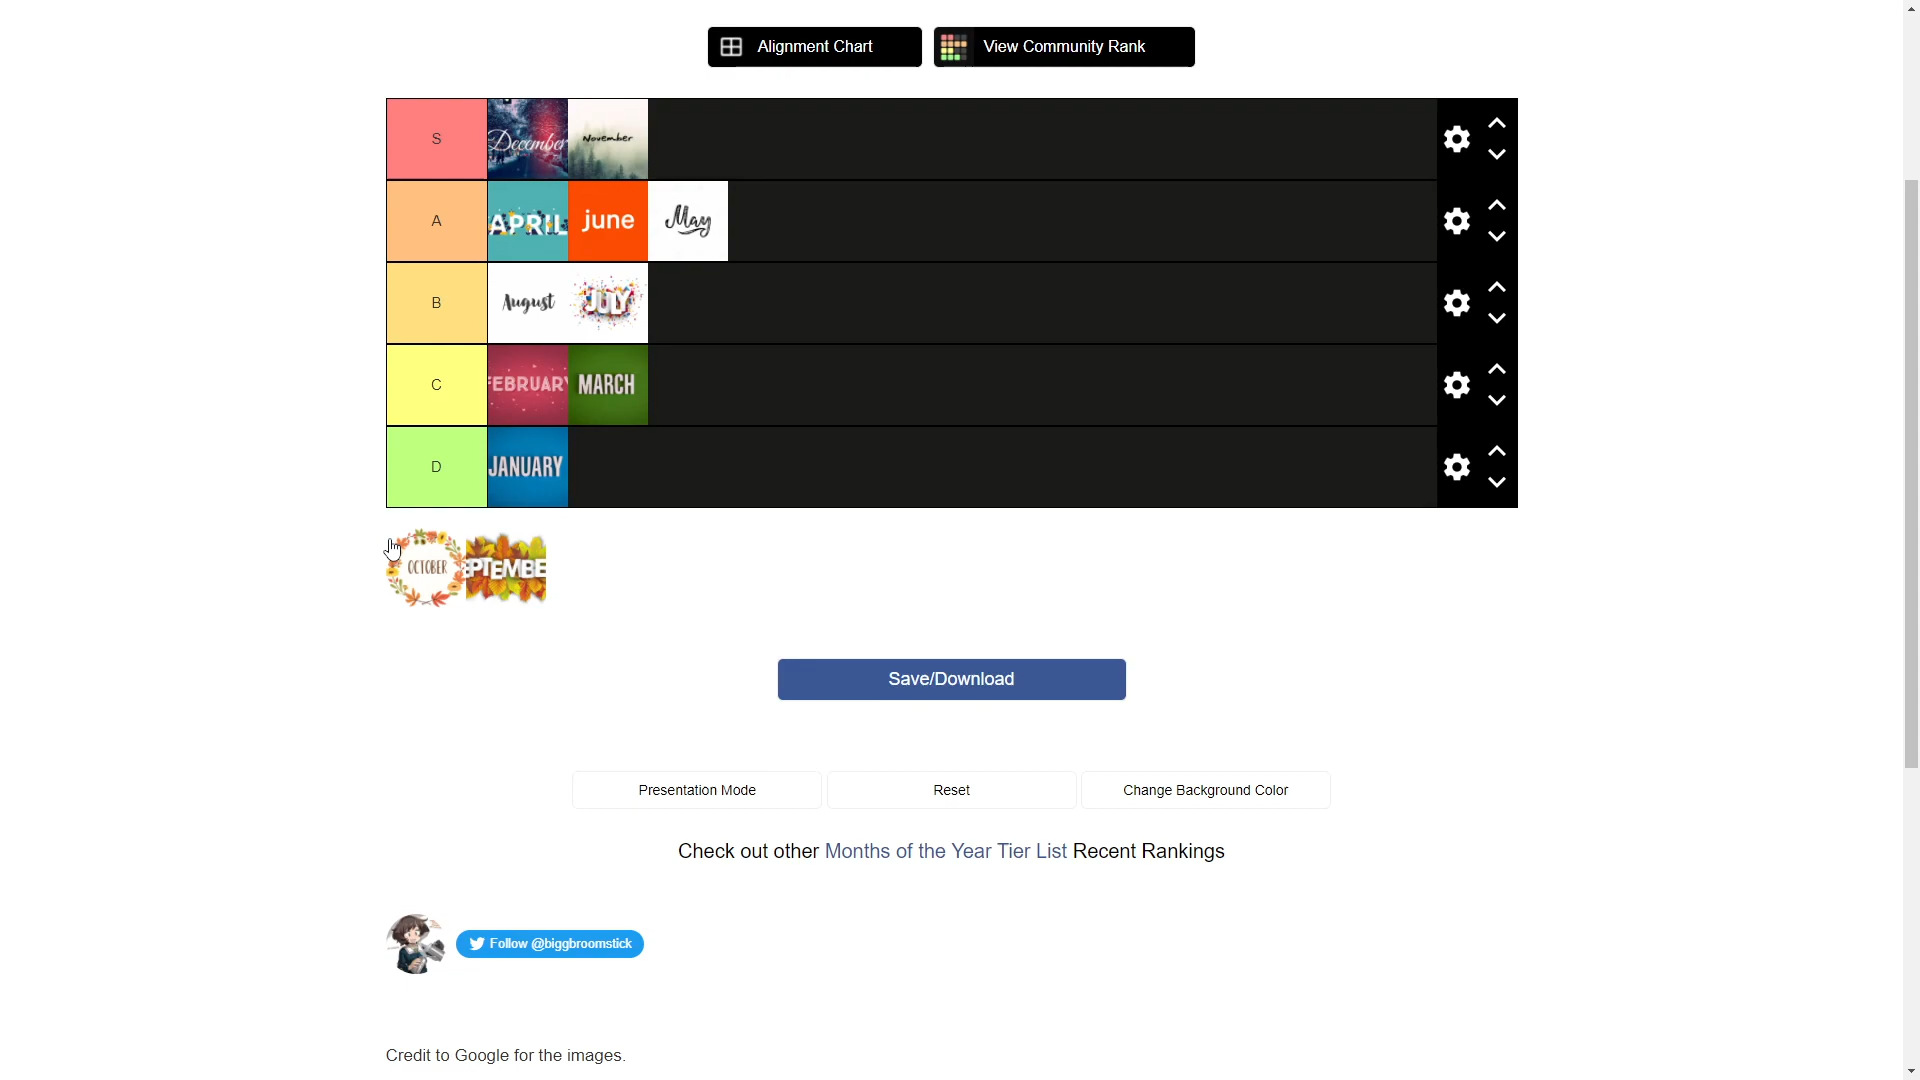 Alignment Chart
View Community Rank
S
December
November
A
APRIL
june
May
B
August
JULY
C
FEBRUARY
MARCH
D
JANUARY
OCTOBER
EPTEMBE
Save/Download
Presentation Mode
Reset
Change Background Color
Check out other Months of the Year Tier List Recent Rankings
Follow @biggbroomstick
Credit to Google for the images.